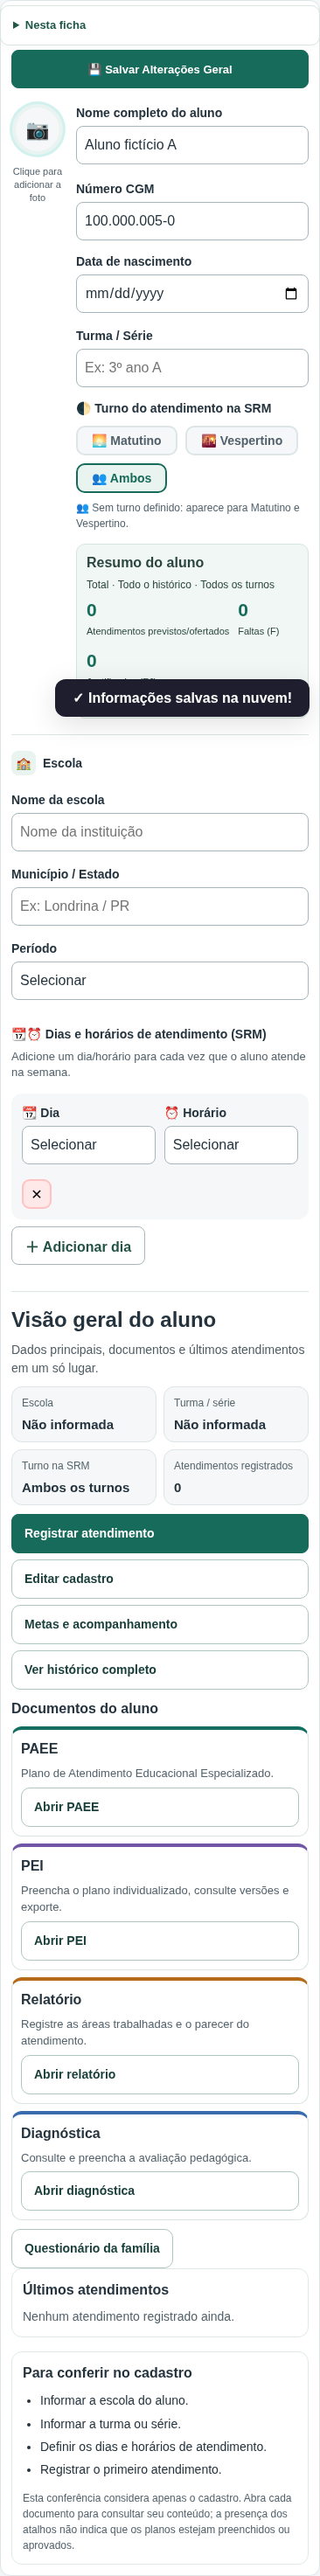 ▶ Nesta ficha
💾 Salvar Alterações Geral
📷
Clique para
adicionar a
foto
Nome completo do aluno
Aluno fictício A
Número CGM
100.000.005-0
Data de nascimento
mm/dd/yyyy
Turma / Série
Ex: 3º ano A
🌓 Turno do atendimento na SRM
🌅 Matutino
🌇 Vespertino
👥 Ambos
👥 Sem turno definido: aparece para Matutino e
Vespertino.
Resumo do aluno
Total · Todo o histórico · Todos os turnos
0
Atendimentos previstos/ofertados
0
Faltas (F)
0
✓ Informações salvas na nuvem!
🏫 Escola
Nome da escola
Nome da instituição
Município / Estado
Ex: Londrina / PR
Período
Selecionar
📆⏰ Dias e horários de atendimento (SRM)
Adicione um dia/horário para cada vez que o aluno atende
na semana.
📆 Dia
Selecionar
⏰ Horário
Selecionar
✕
＋ Adicionar dia
Visão geral do aluno
Dados principais, documentos e últimos atendimentos
em um só lugar.
Escola
Não informada
Turma / série
Não informada
Turno na SRM
Ambos os turnos
Atendimentos registrados
0
Registrar atendimento
Editar cadastro
Metas e acompanhamento
Ver histórico completo
Documentos do aluno
PAEE
Plano de Atendimento Educacional Especializado.
Abrir PAEE
PEI
Preencha o plano individualizado, consulte versões e
exporte.
Abrir PEI
Relatório
Registre as áreas trabalhadas e o parecer do
atendimento.
Abrir relatório
Diagnóstica
Consulte e preencha a avaliação pedagógica.
Abrir diagnóstica
Questionário da família
Últimos atendimentos
Nenhum atendimento registrado ainda.
Para conferir no cadastro
• Informar a escola do aluno.
• Informar a turma ou série.
• Definir os dias e horários de atendimento.
• Registrar o primeiro atendimento.
Esta conferência considera apenas o cadastro. Abra cada
documento para consultar seu conteúdo; a presença dos
atalhos não indica que os planos estejam preenchidos ou
aprovados.